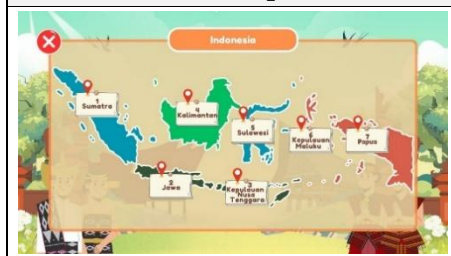 Indonesia
1
Sumatra
4
Kalimantan
5
Sulawesi
6
Kepulauan
Maluku
7
Papua
2
Jawa
3
Kepulauan
Nusa
Tenggara